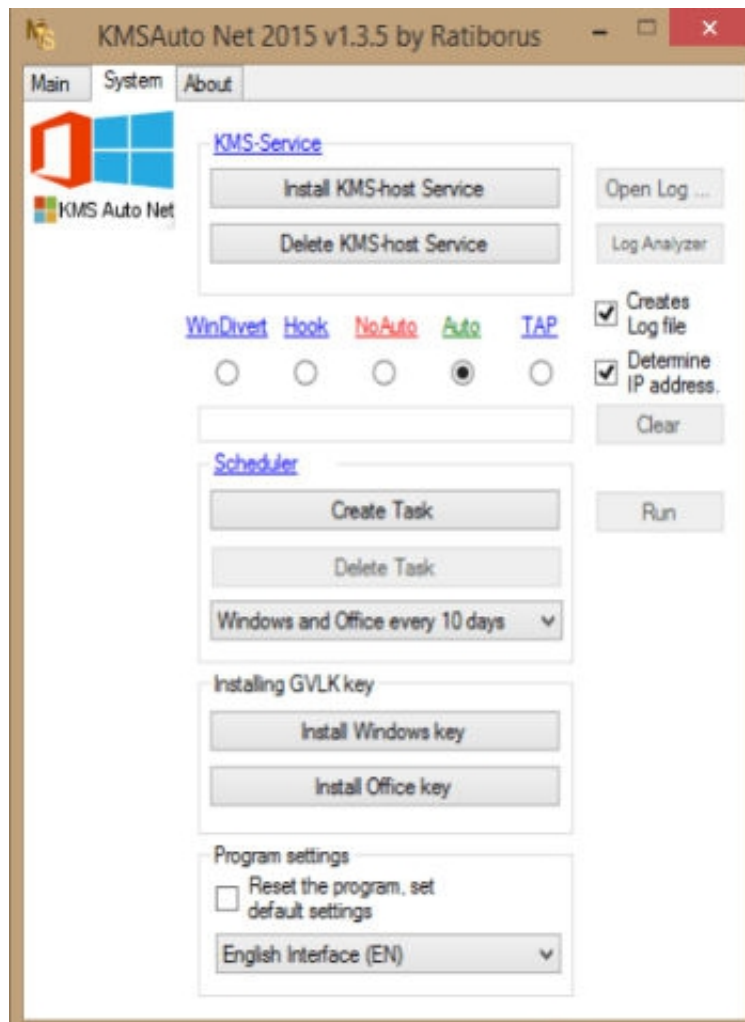 KMSAuto Net 2015 v1.3.5 by Ratiborus
Main System About
KMS Auto Net
KMS-Service
Install KMS-host Service
Delete KMS-host Service
Open Log ...
Log Analyzer
WinDivert Hook NoAuto Auto TAP
Creates
Log file
Determine
IP address.
Clear
Scheduler
Create Task
Run
Delete Task
Windows and Office every 10 days
Installing GVLK key
Install Windows key
Install Office key
Program settings
Reset the program, set
default settings
English Interface (EN)